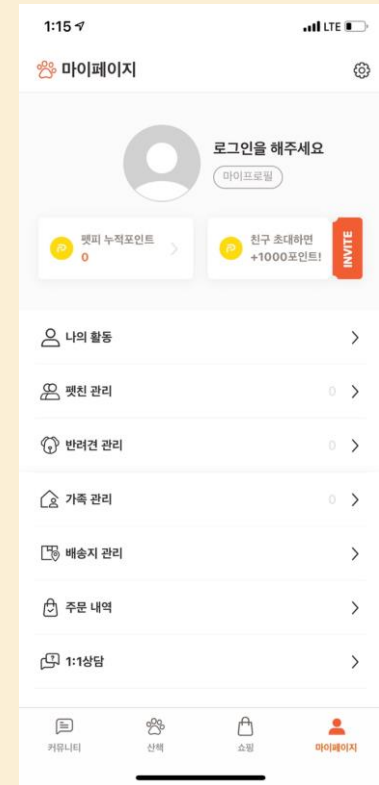 1:15
LTE
마이페이지
로그인을 해주세요
마이프로필
펫피 누적포인트
0
친구 초대하면
+1000포인트!
INVITE
나의 활동
펫친 관리 0
반려견 관리 0
가족 관리 0
배송지 관리
주문 내역
1:1상담
커뮤니티
산책
쇼핑
마이페이지